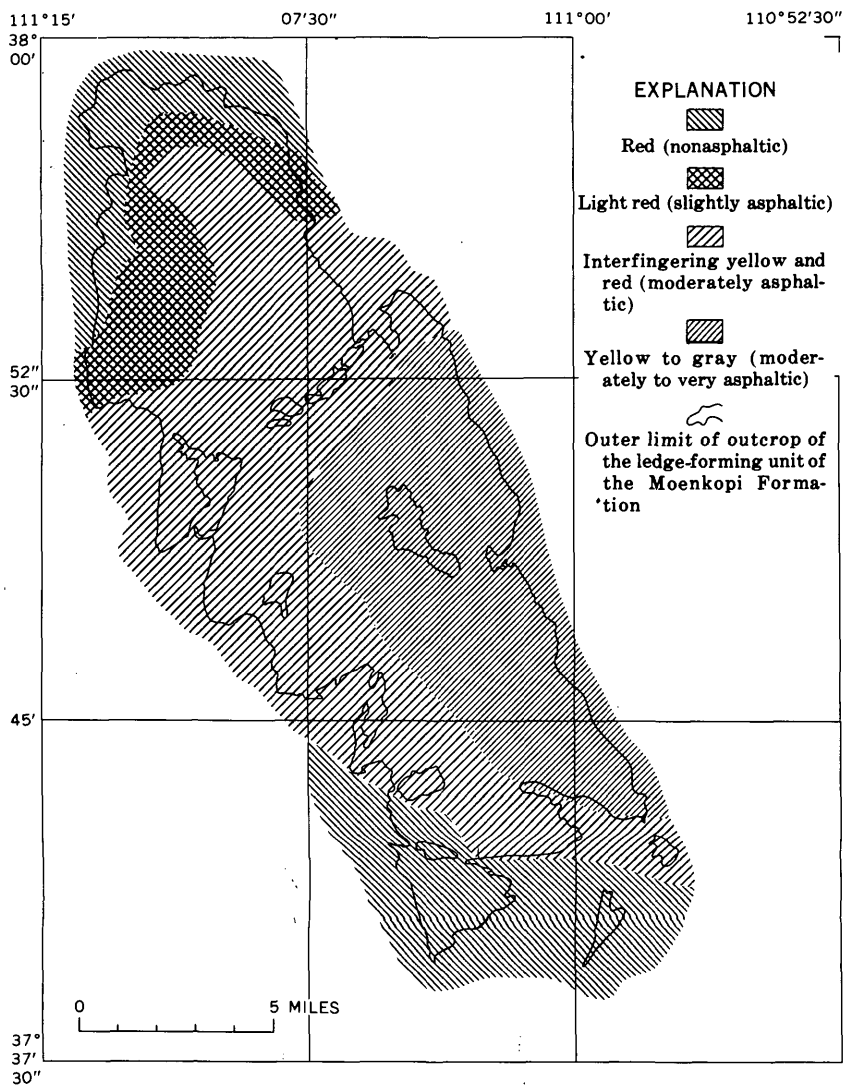 111°15′ 07′30″ 111°00′ 110°52′30″
38°
00′
EXPLANATION
Red (nonasphaltic)
Light red (slightly asphaltic)
Interfingering yellow and
red (moderately asphal-
tic)
Yellow to gray (moder-
ately to very asphaltic)
Outer limit of outcrop of
the ledge-forming unit of
the Moenkopi Forma-
tion
52″
30′
45′
0 5 MILES
37°
37′
30″